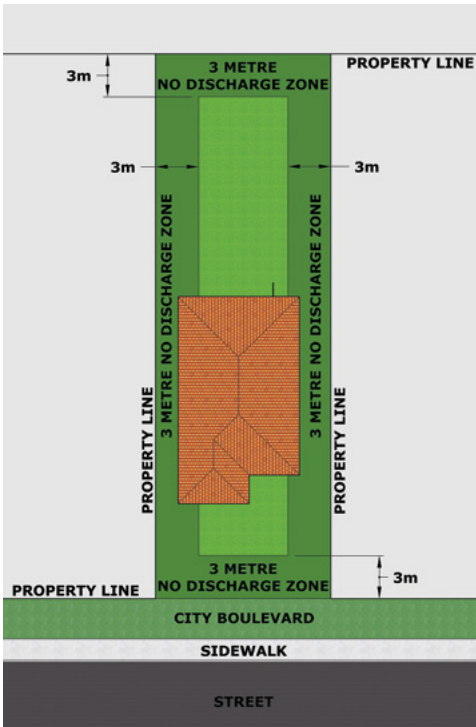 3 METRE
NO DISCHARGE ZONE
PROPERTY LINE
3m
3m
3m
3 METRE NO DISCHARGE ZONE
3 METRE NO DISCHARGE ZONE
PROPERTY LINE
PROPERTY LINE
3 METRE
NO DISCHARGE ZONE
3m
PROPERTY LINE
CITY BOULEVARD
SIDEWALK
STREET